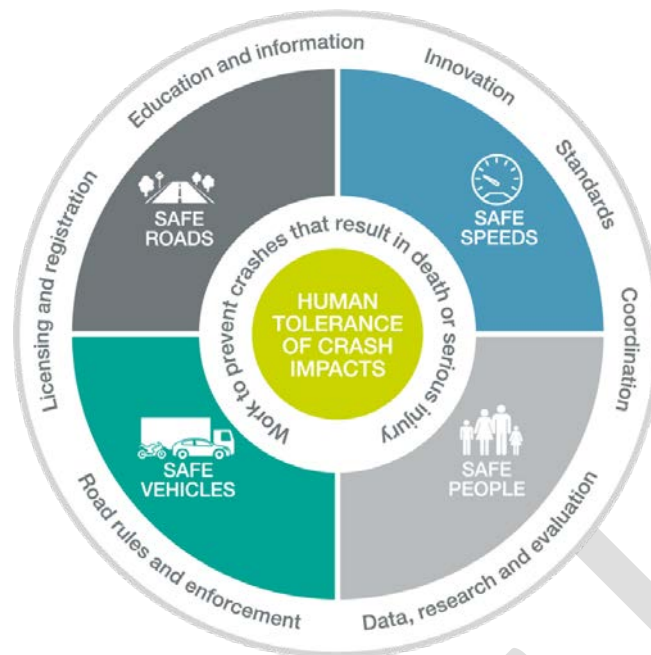 Education and information
Innovation
Standards
Coordination
Data, research and evaluation
Road rules and enforcement
Licensing and registration
SAFE
ROADS
SAFE
SPEEDS
Work to prevent crashes that result in death or serious injury
HUMAN
TOLERANCE
OF CRASH
IMPACTS
SAFE
VEHICLES
SAFE
PEOPLE